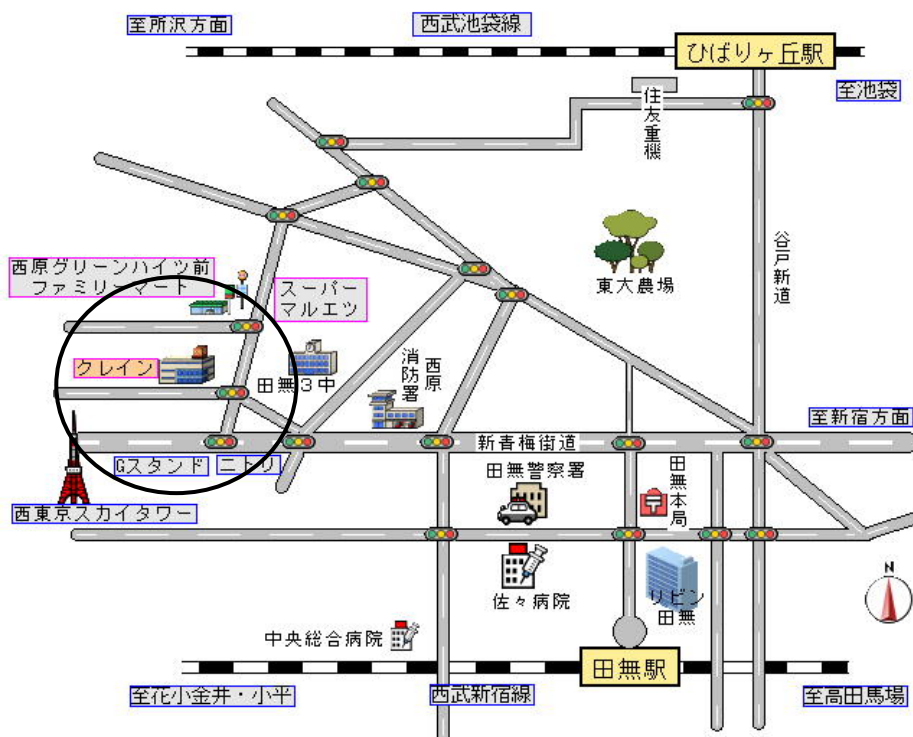 至所沢方面
西武池袋線
ひばりヶ丘駅
至池袋
住友重機
谷戸新道
東大農場
西原グリーンハイツ前
ファミリーマート
スーパー
マルエツ
クレイン
田無3中
西原
消防署
至新宿方面
新青梅街道
Gスタンド
ニトリ
田無警察署
田無本局
西東京スカイタワー
N
佐々病院
リビン
田無
中央総合病院
田無駅
至花小金井・小平
西武新宿線
至高田馬場